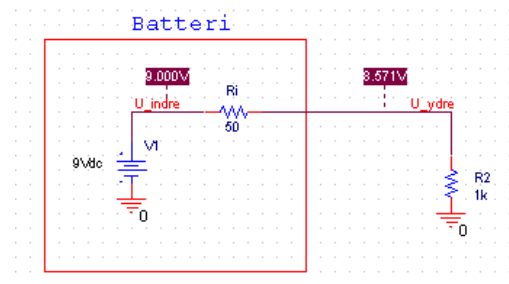 Batteri
9.000V
8.571V
Ri
U_indre
U_ydre
50
V1
9Vdc
R2
1k
0
0